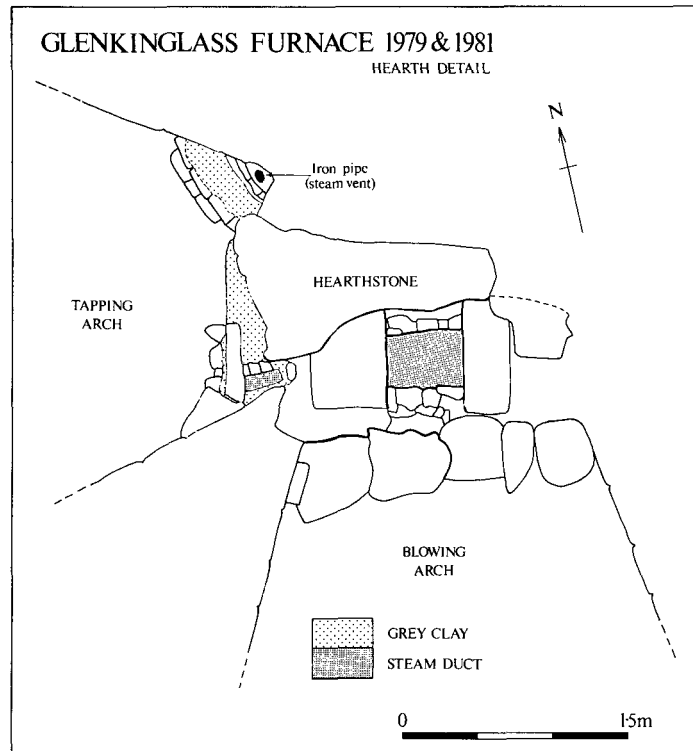 GLENKINGLASS FURNACE 1979 & 1981
HEARTH DETAIL
N
Iron pipe
(steam vent)
HEARTHSTONE
TAPPING
ARCH
BLOWING
ARCH
GREY CLAY
STEAM DUCT
0 1·5m